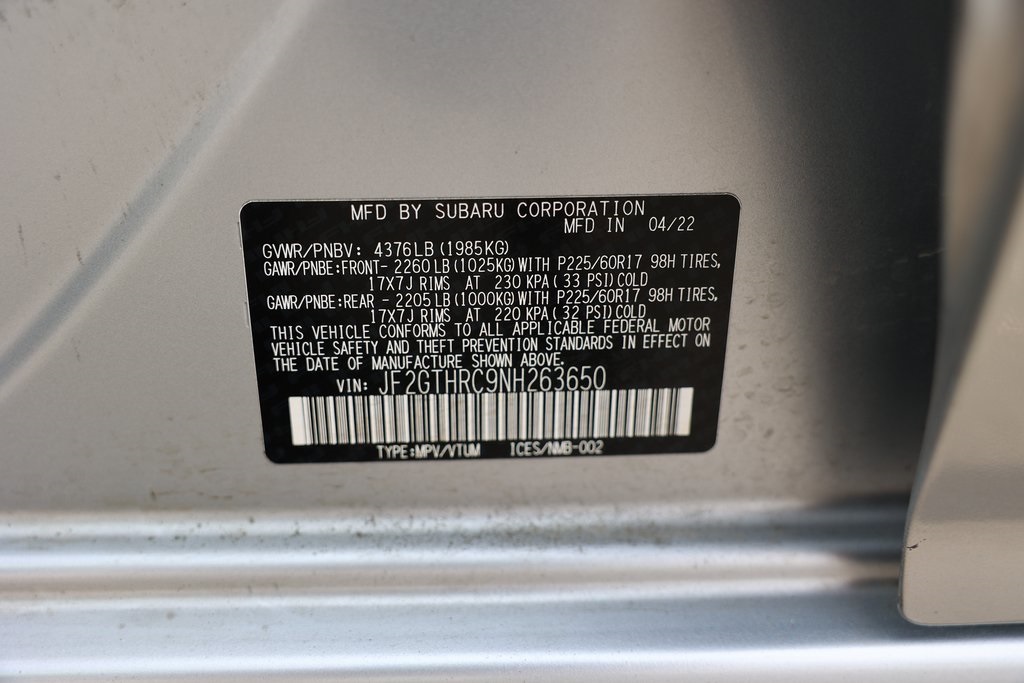 MFD BY SUBARU CORPORATION
MFD IN 04/22
GVWR/PNBV: 4376LB (1985KG)
GAWR/PNBE:FRONT- 2260LB(1025KG)WITH P225/60R17 98H TIRES,
17X7J RIMS AT 230 KPA( 33 PSI)COLD
GAWR/PNBE:REAR - 2205LB(1000KG)WITH P225/60R17 98H TIRES,
17X7J RIMS AT 220 KPA( 32 PSI)COLD
THIS VEHICLE CONFORMS TO ALL APPLICABLE FEDERAL MOTOR
VEHICLE SAFETY AND THEFT PREVENTION STANDARDS IN EFFECT ON
THE DATE OF MANUFACTURE SHOWN ABOVE.
VIN: JF2GTHRC9NH263650
TYPE:MPV/VTUM ICES/NMB-002